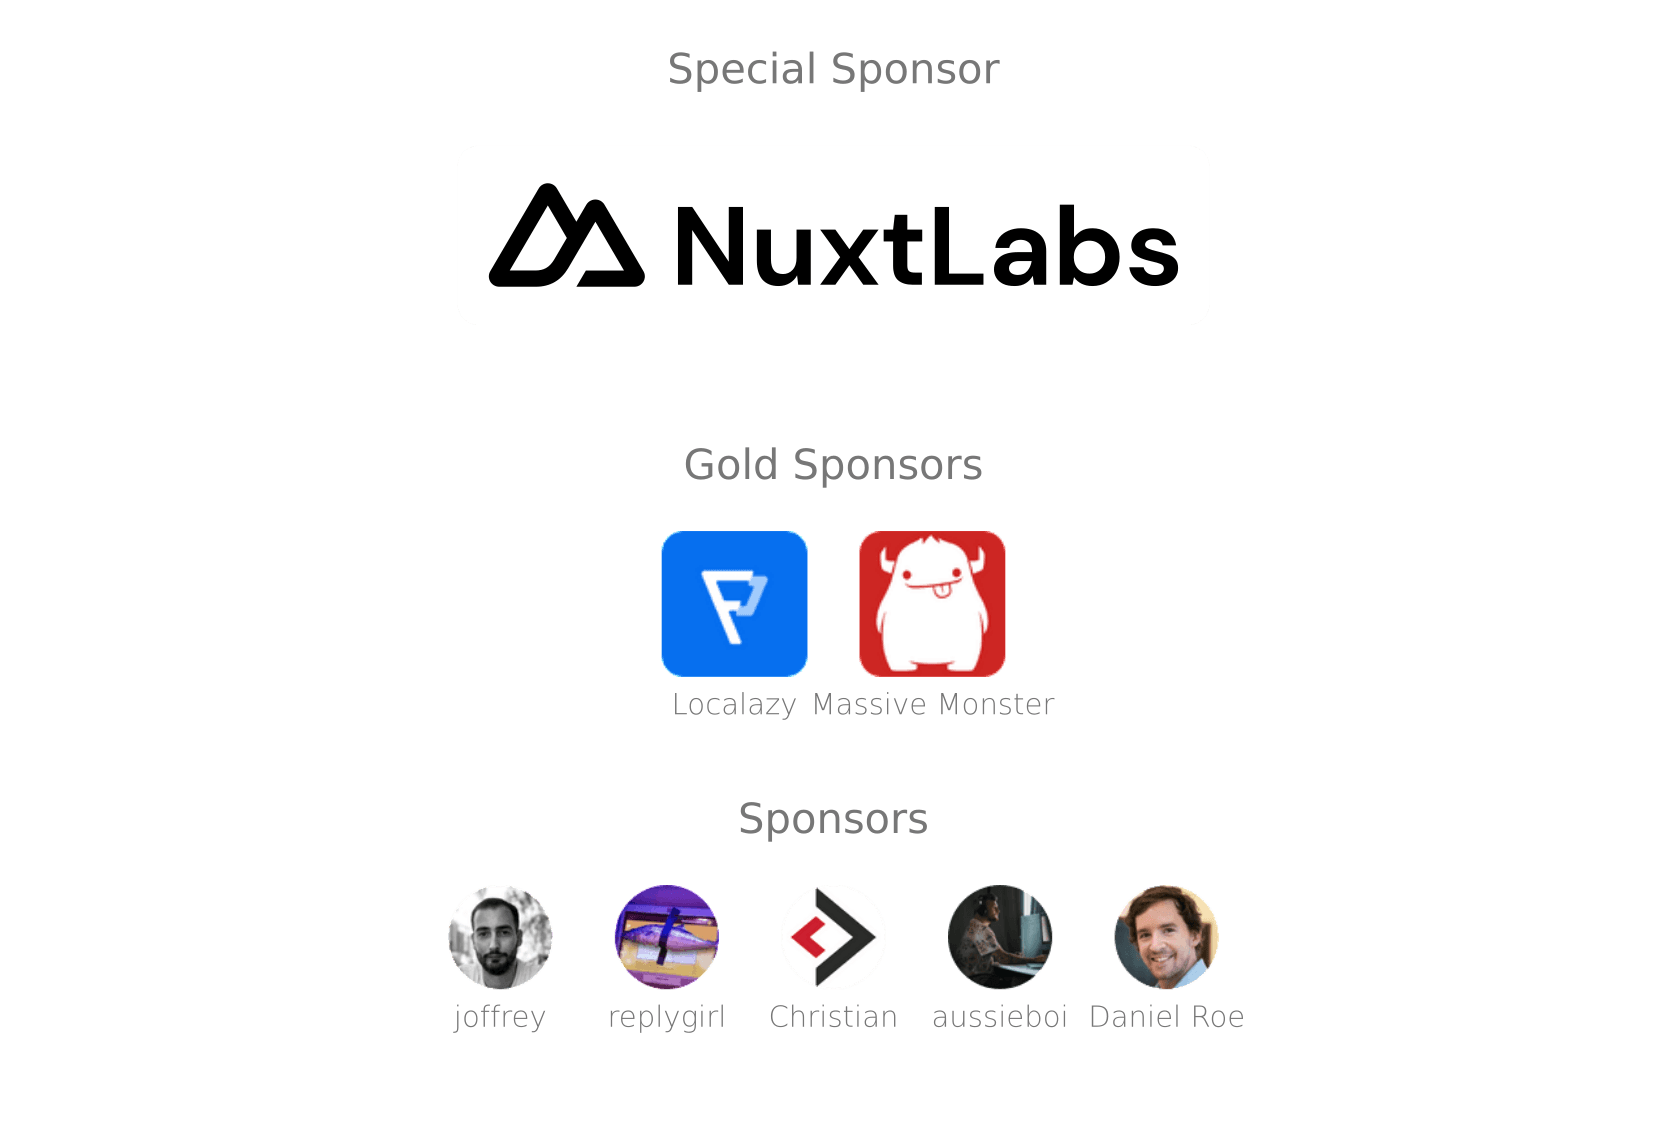 Special Sponsor
NuxtLabs
Gold Sponsors
Localazy Massive Monster
Sponsors
joffrey replygirl Christian aussieboi Daniel Roe